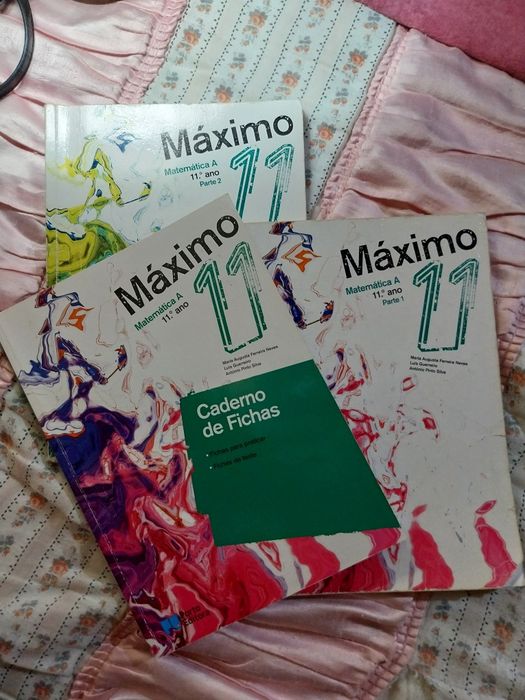 Máximo
Matemática A
11.º ano
Parte 2
11
Máximo
Matemática A
11.º ano
11
Maria Augusta Ferreira Neves
Luís Guerreiro
António Pinto Silva
Caderno
de Fichas
• Fichas para praticar
• Fichas de teste
Porto
Editora
Máximo
Matemática A
11.º ano
Parte 1
11
Maria Augusta Ferreira Neves
Luís Guerreiro
António Pinto Silva